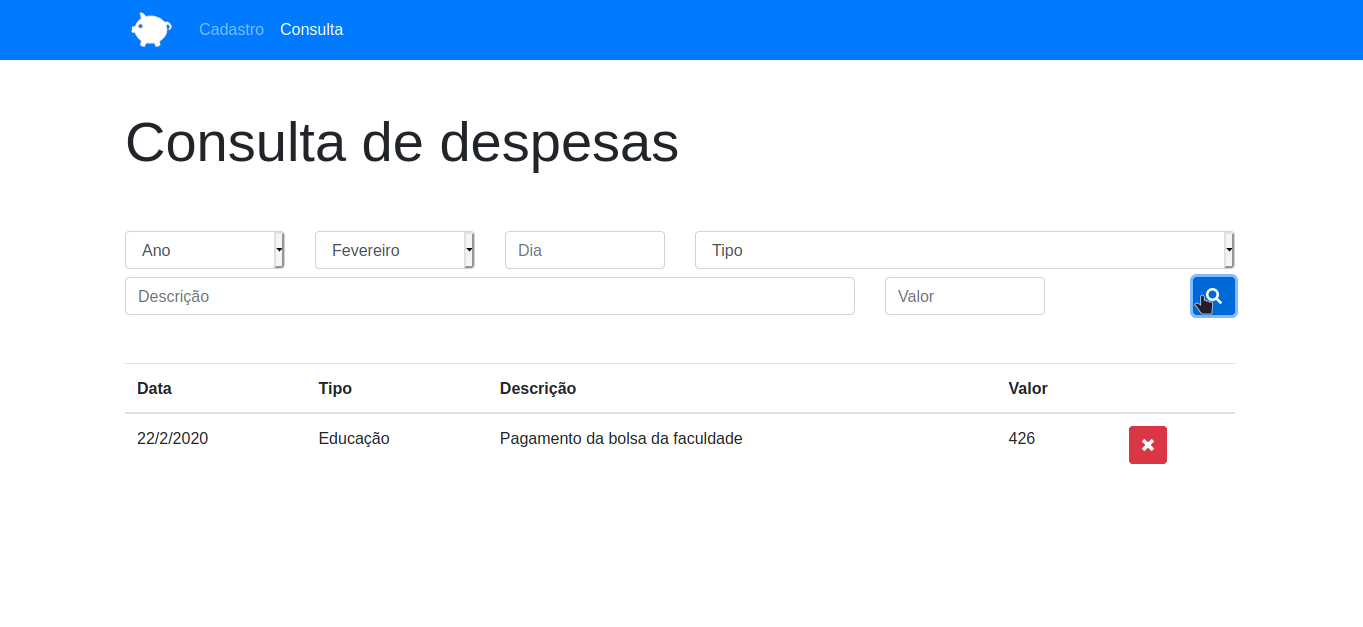 Cadastro Consulta
Consulta de despesas
Ano Fevereiro Dia Tipo
Descrição Valor
Data Tipo Descrição Valor
22/2/2020 Educação Pagamento da bolsa da faculdade 426